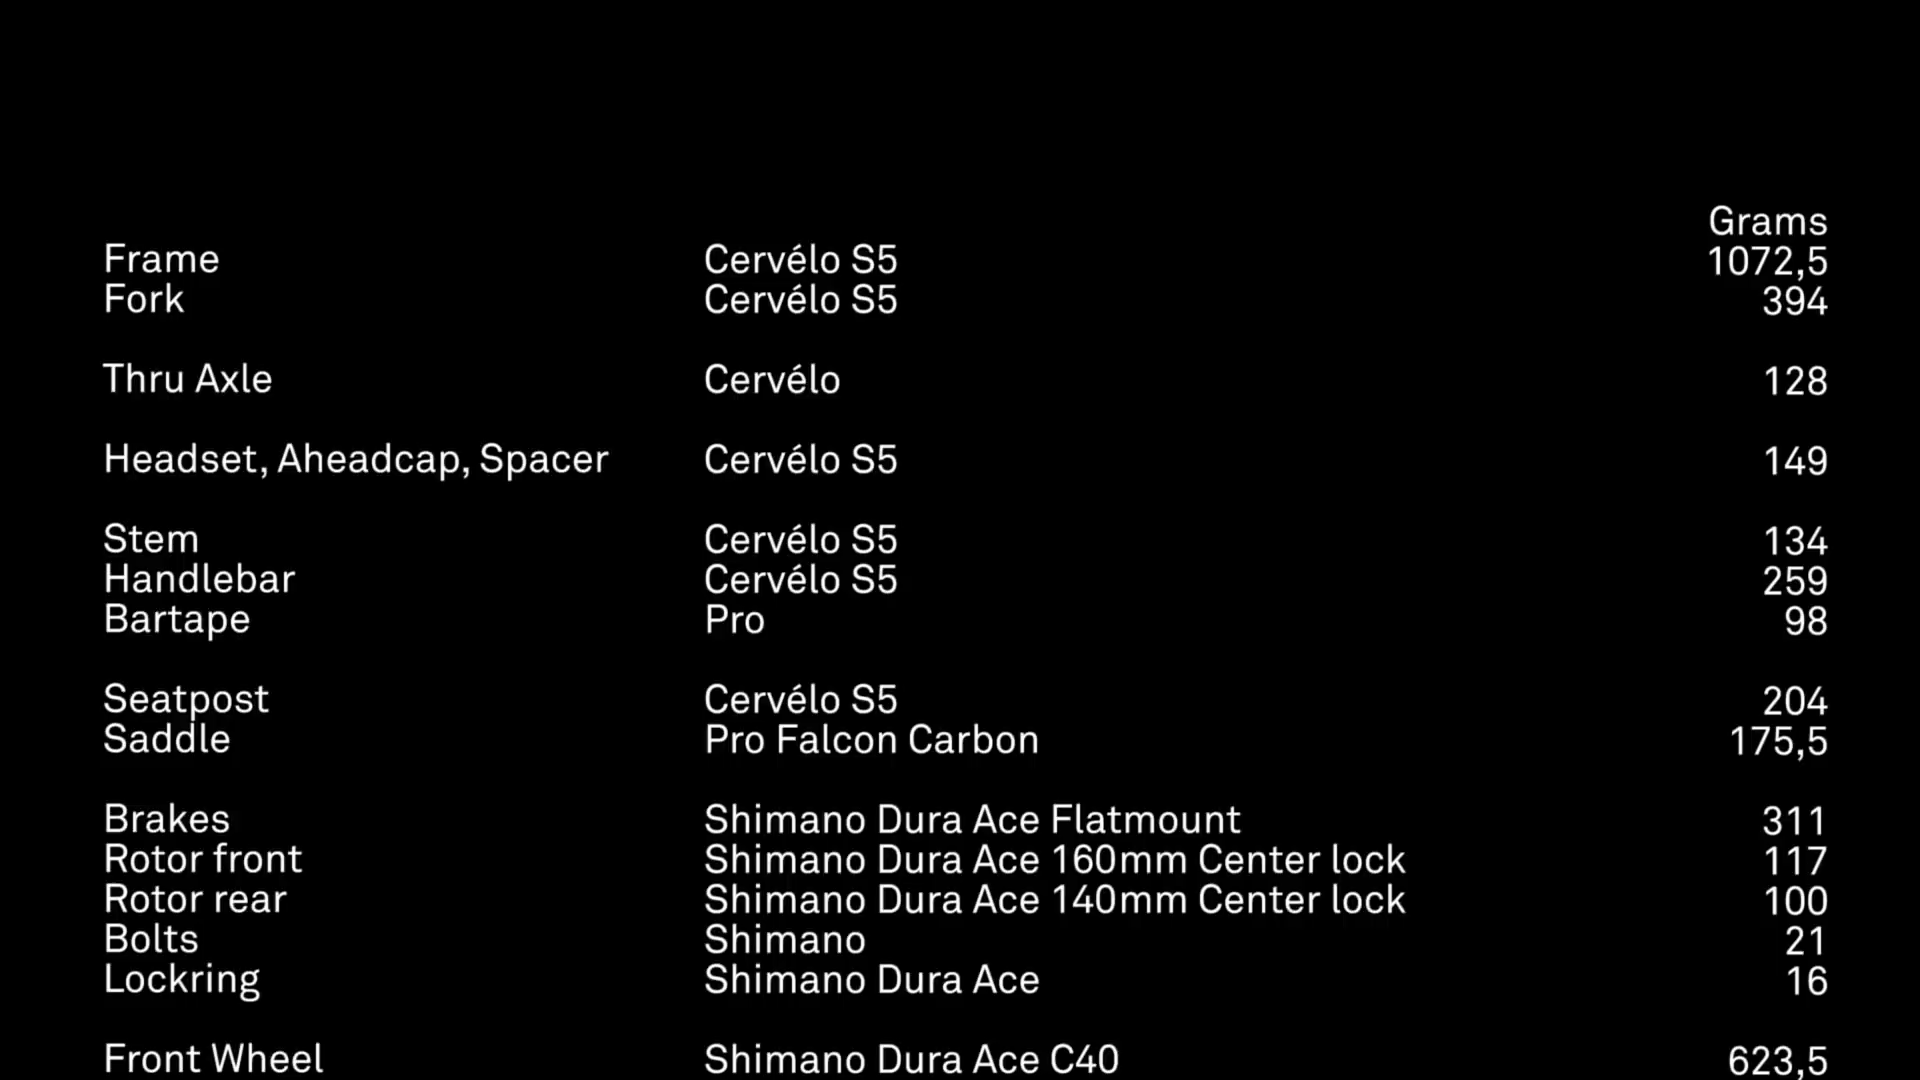 Grams
Frame Cervélo S5 1072,5
Fork Cervélo S5 394
Thru Axle Cervélo 128
Headset, Aheadcap, Spacer Cervélo S5 149
Stem Cervélo S5 134
Handlebar Cervélo S5 259
Bartape Pro 98
Seatpost Cervélo S5 204
Saddle Pro Falcon Carbon 175,5
Brakes Shimano Dura Ace Flatmount 311
Rotor front Shimano Dura Ace 160mm Center lock 117
Rotor rear Shimano Dura Ace 140mm Center lock 100
Bolts Shimano 21
Lockring Shimano Dura Ace 16
Front Wheel Shimano Dura Ace C40 623,5